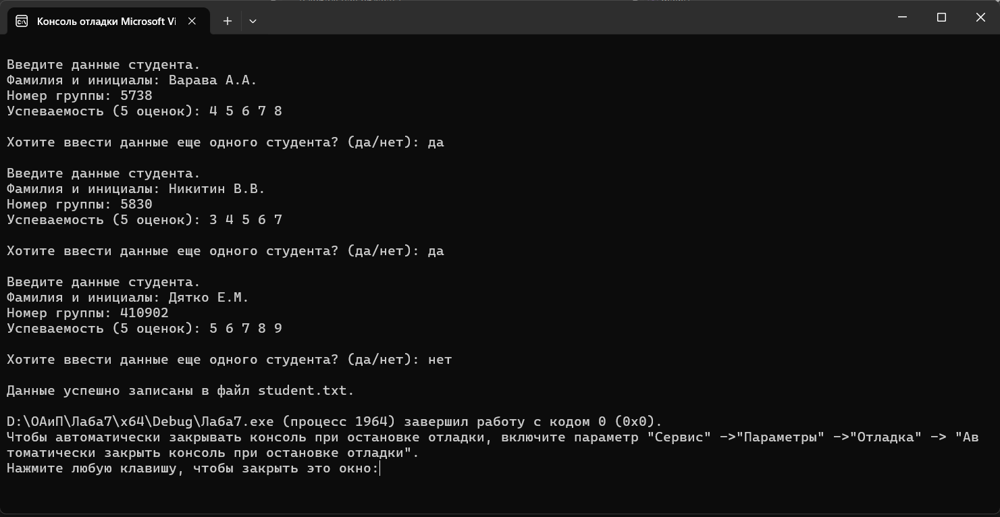 Консоль отладки Microsoft Vi
Введите данные студента.
Фамилия и инициалы: Варава А.А.
Номер группы: 5738
Успеваемость (5 оценок): 4 5 6 7 8
Хотите ввести данные еще одного студента? (да/нет): да
Введите данные студента.
Фамилия и инициалы: Никитин В.В.
Номер группы: 5830
Успеваемость (5 оценок): 3 4 5 6 7
Хотите ввести данные еще одного студента? (да/нет): да
Введите данные студента.
Фамилия и инициалы: Дятко Е.М.
Номер группы: 410902
Успеваемость (5 оценок): 5 6 7 8 9
Хотите ввести данные еще одного студента? (да/нет): нет
Данные успешно записаны в файл student.txt.
D:\ОАиП\Лаба7\x64\Debug\Лаба7.exe (процесс 1964) завершил работу с кодом 0 (0x0).
Чтобы автоматически закрывать консоль при остановке отладки, включите параметр "Сервис" ->"Параметры" ->"Отладка" -> "Ав
томатически закрыть консоль при остановке отладки".
Нажмите любую клавишу, чтобы закрыть это окно: